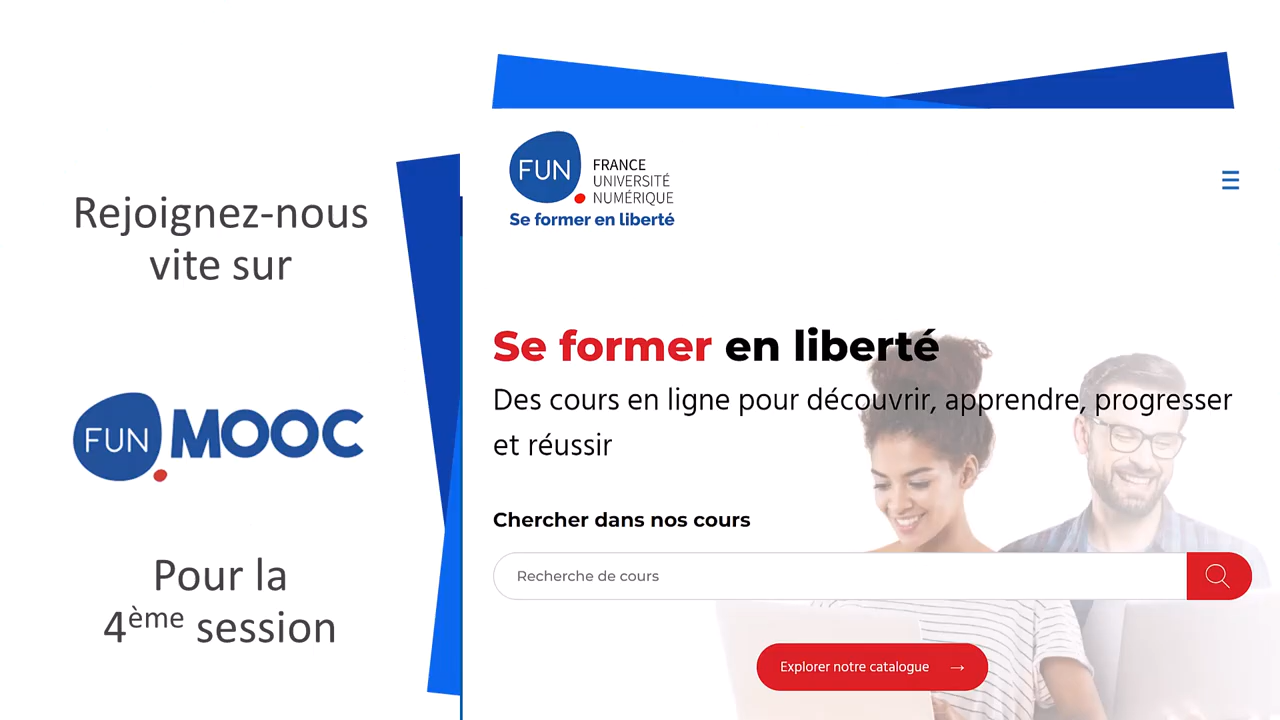 Rejoignez-nous
vite sur
FUN MOOC
Pour la
4ème session
FUN
FRANCE
UNIVERSITÉ
NUMÉRIQUE
Se former en liberté
Se former en liberté
Des cours en ligne pour découvrir, apprendre, progresser
et réussir
Chercher dans nos cours
Recherche de cours
Explorer notre catalogue →